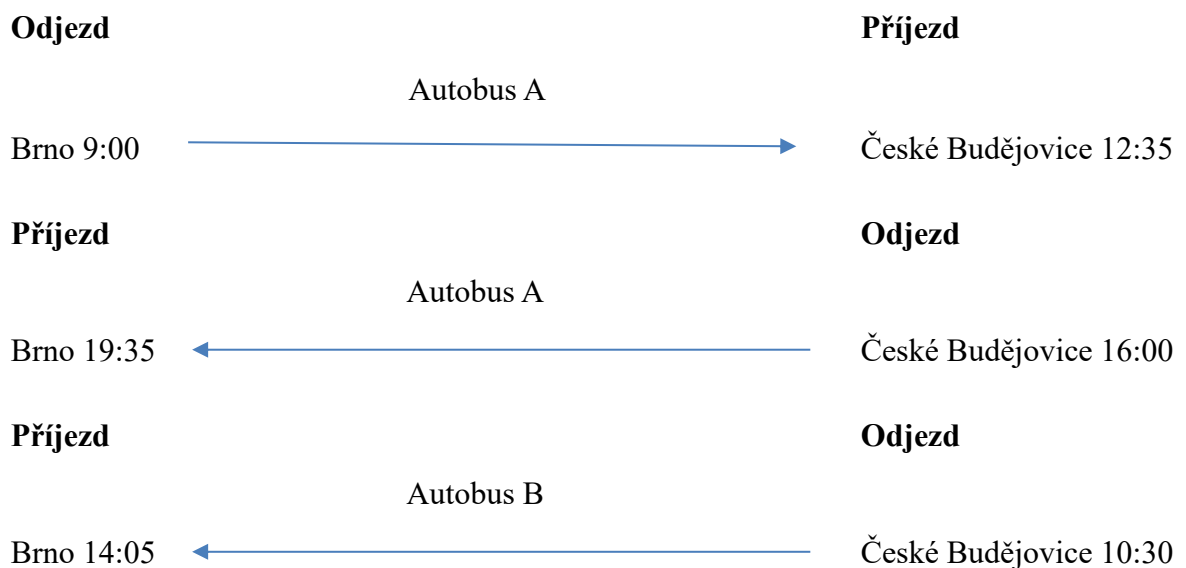 Odjezd Příjezd
Autobus A
Brno 9:00 České Budějovice 12:35
Příjezd Odjezd
Autobus A
Brno 19:35 České Budějovice 16:00
Příjezd Odjezd
Autobus B
Brno 14:05 České Budějovice 10:30